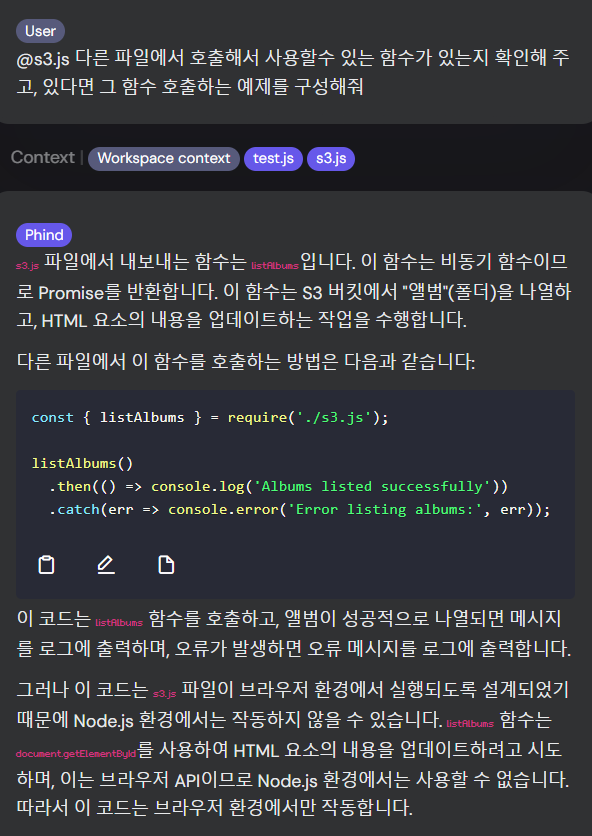 User
@s3.js 다른 파일에서 호출해서 사용할수 있는 함수가 있는지 확인해 주
고, 있다면 그 함수 호출하는 예제를 구성해줘
Context | Workspace context test.js s3.js
Phind
s3.js 파일에서 내보내는 함수는 listAlbums입니다. 이 함수는 비동기 함수이므
로 Promise를 반환합니다. 이 함수는 S3 버킷에서 "앨범"(폴더)을 나열하
고, HTML 요소의 내용을 업데이트하는 작업을 수행합니다.
다른 파일에서 이 함수를 호출하는 방법은 다음과 같습니다:
const { listAlbums } = require('./s3.js');
listAlbums()
.then(() => console.log('Albums listed successfully'))
.catch(err => console.error('Error listing albums:', err));
이 코드는 listAlbums 함수를 호출하고, 앨범이 성공적으로 나열되면 메시지
를 로그에 출력하며, 오류가 발생하면 오류 메시지를 로그에 출력합니다.
그러나 이 코드는 s3.js 파일이 브라우저 환경에서 실행되도록 설계되었기
때문에 Node.js 환경에서는 작동하지 않을 수 있습니다. listAlbums 함수는
document.getElementById를 사용하여 HTML 요소의 내용을 업데이트하려고 시도
하며, 이는 브라우저 API이므로 Node.js 환경에서는 사용할 수 없습니다.
따라서 이 코드는 브라우저 환경에서만 작동합니다.